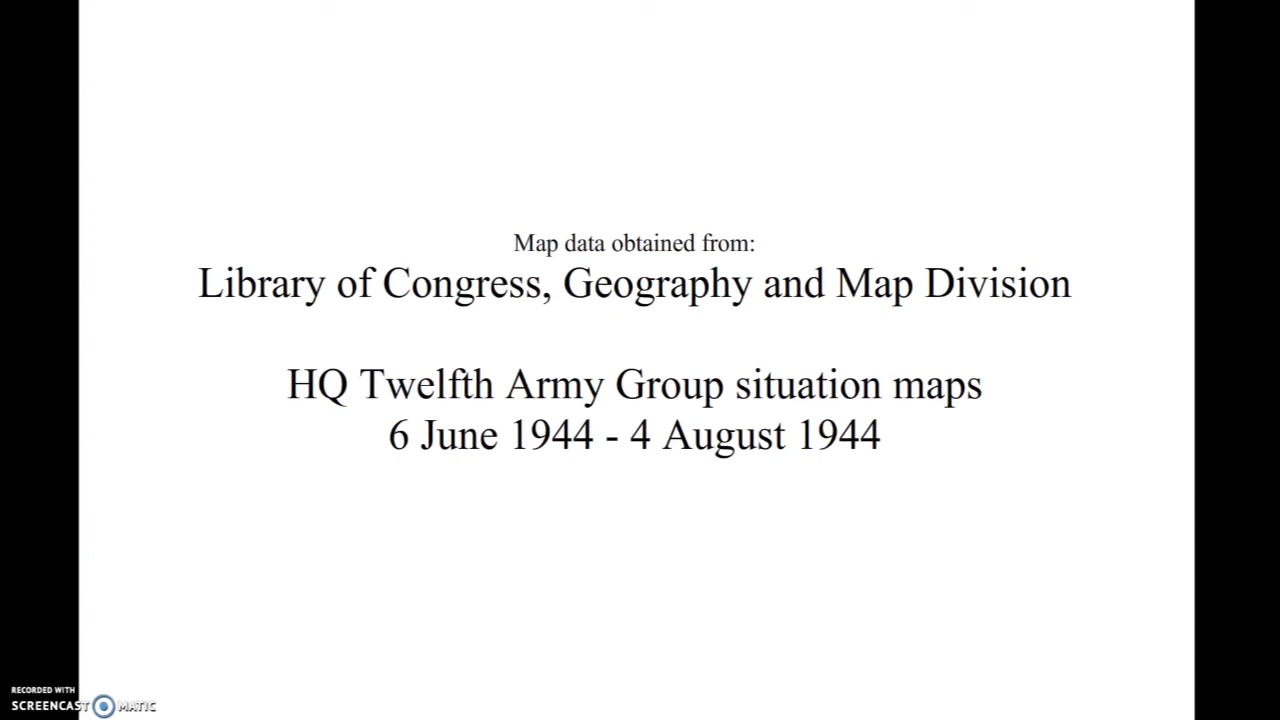 Map data obtained from:
Library of Congress, Geography and Map Division
HQ Twelfth Army Group situation maps
6 June 1944 - 4 August 1944
RECORDED WITH
SCREENCAST MATIC